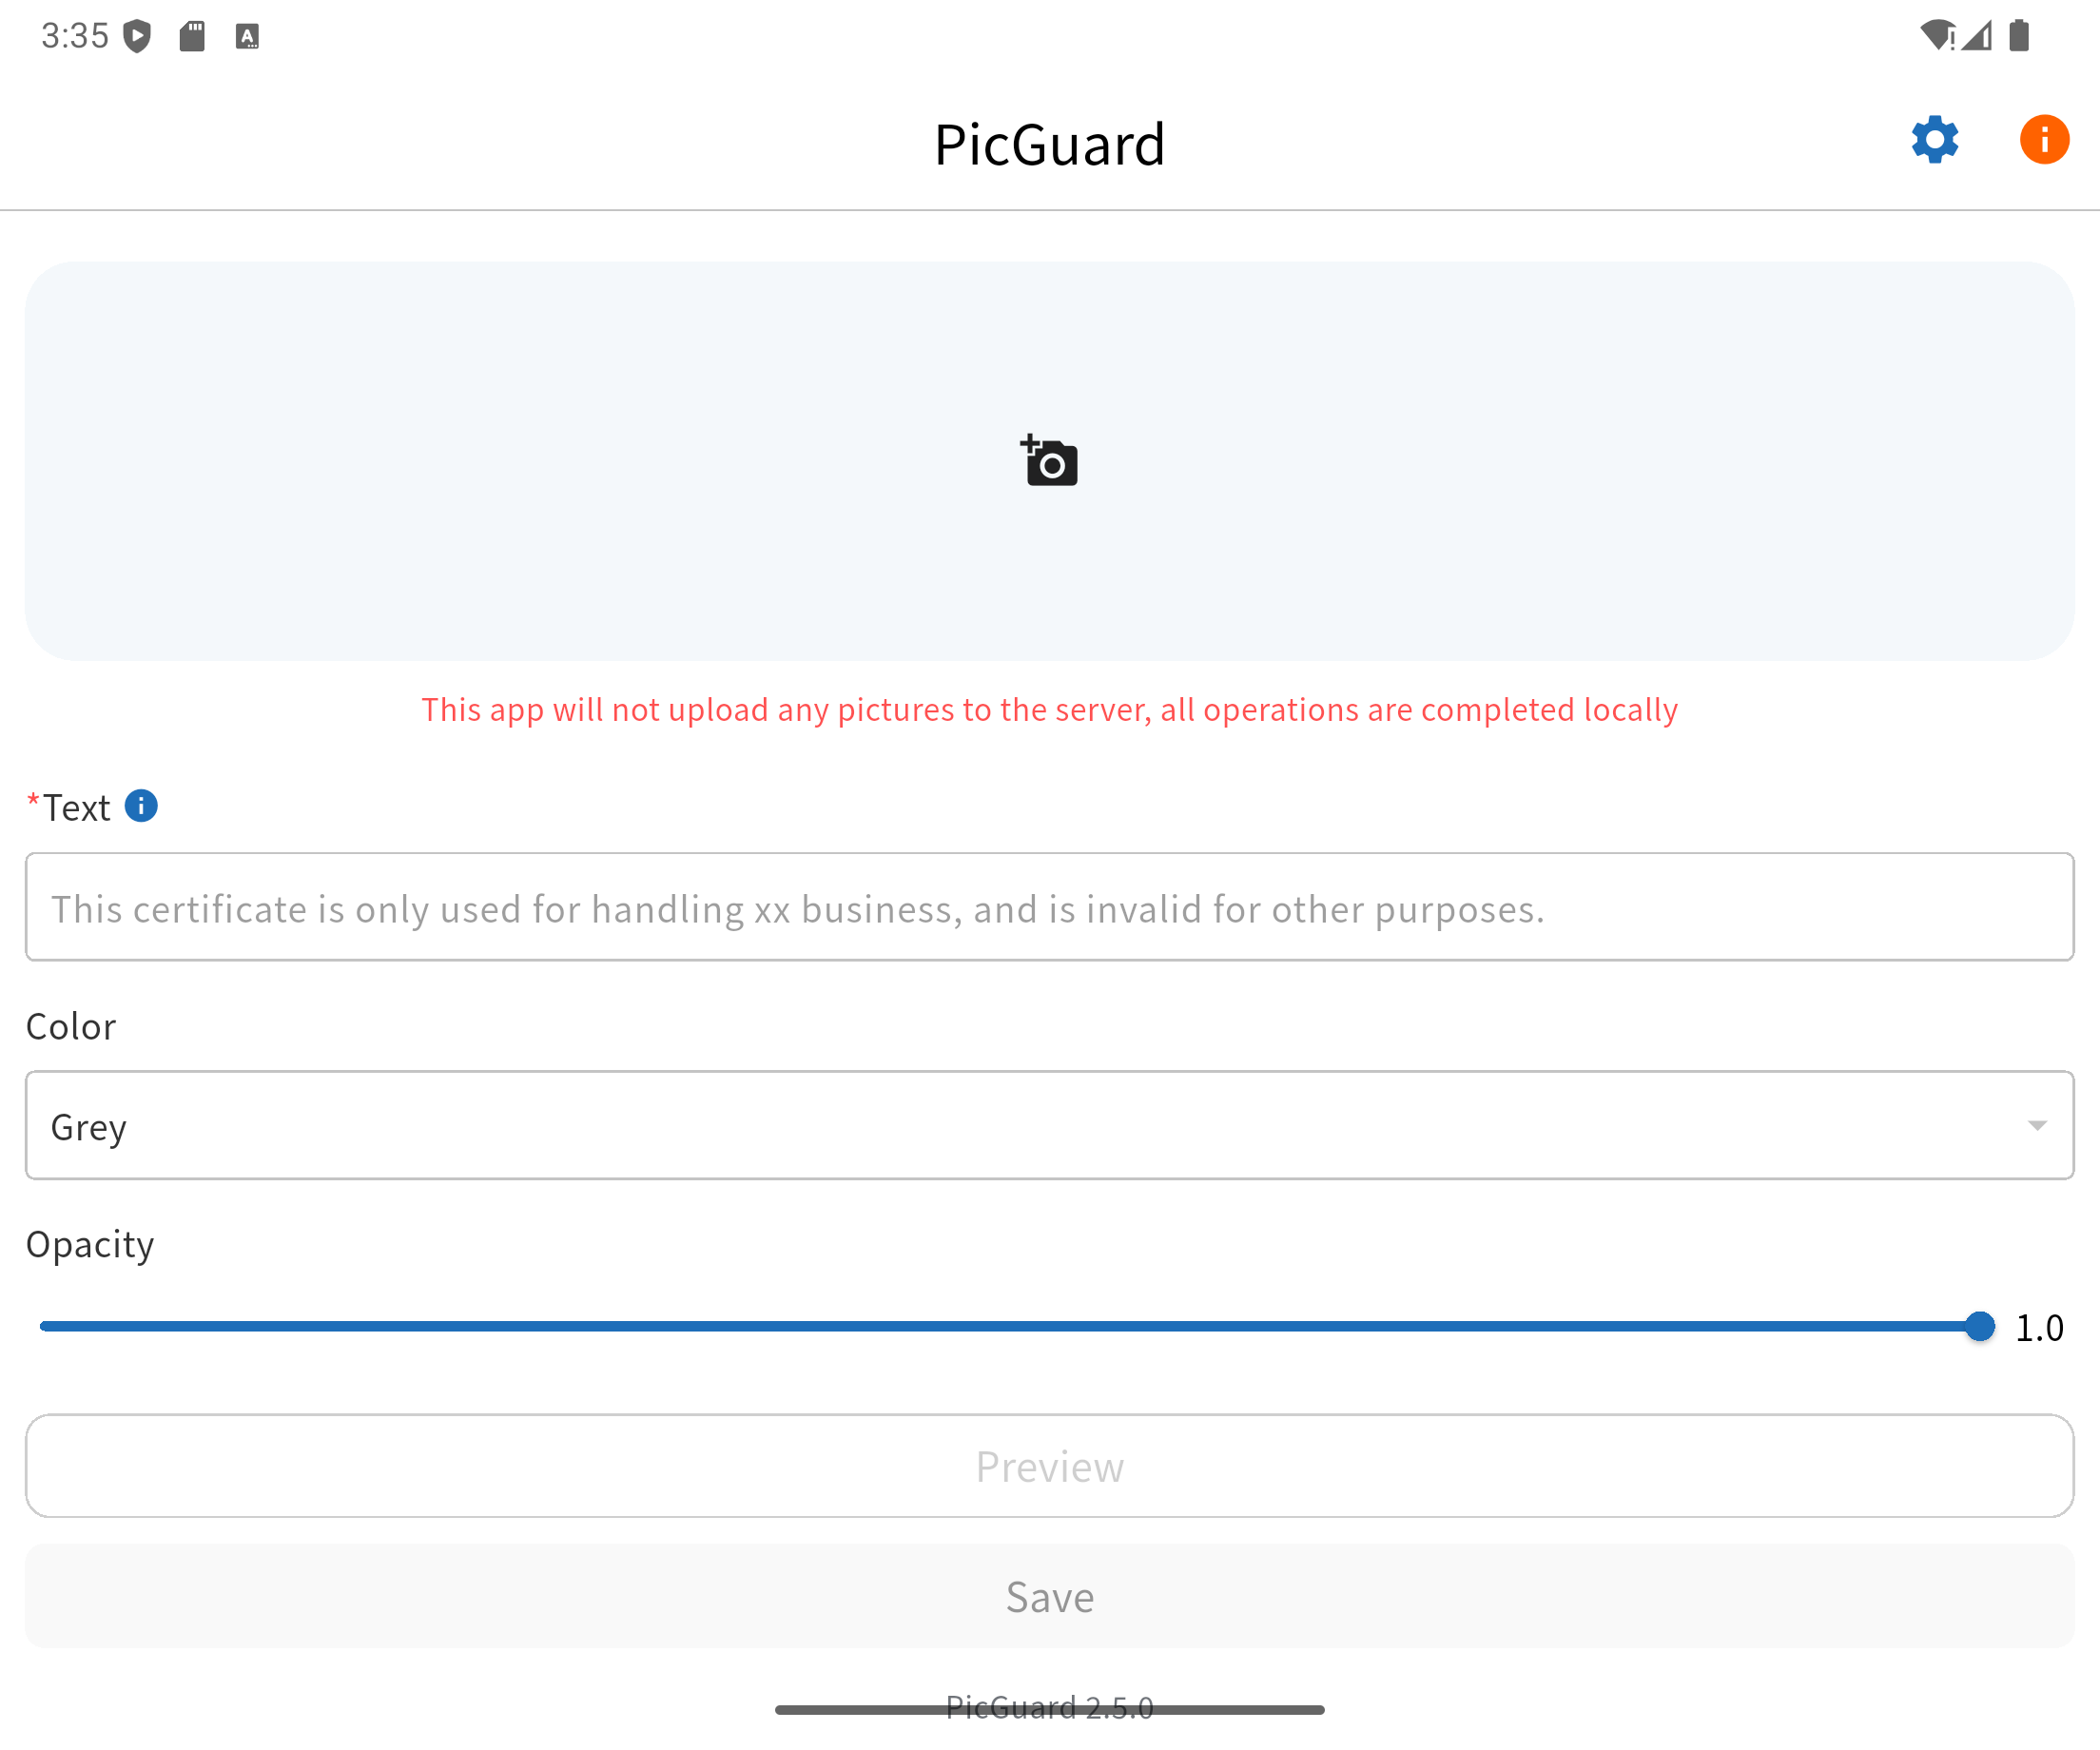 3:35
PicGuard
This app will not upload any pictures to the server, all operations are completed locally
*Text
This certificate is only used for handling xx business, and is invalid for other purposes.
Color
Grey
Opacity
1.0
Preview
Save
PicGuard 2.5.0